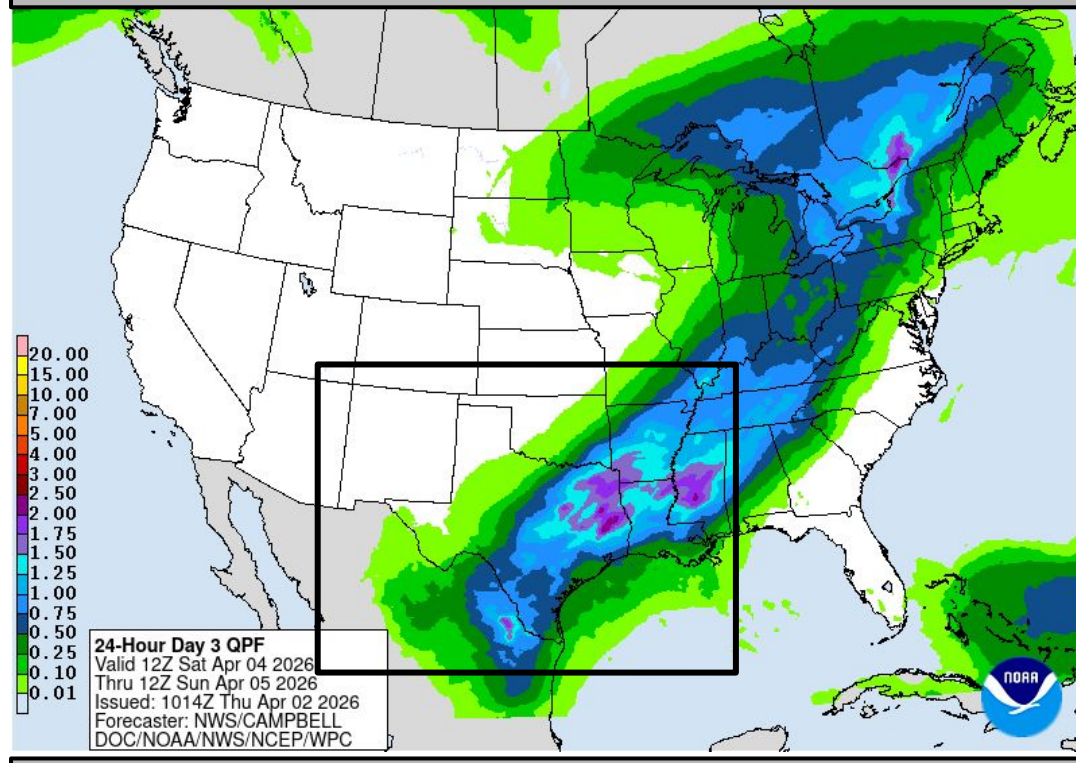 20.00
15.00
10.00
7.00
5.00
4.00
3.00
2.50
2.00
1.75
1.50
1.25
1.00
0.75
0.50
0.25
0.10
0.01
24-Hour Day 3 QPF
Valid 12Z Sat Apr 04 2026
Thru 12Z Sun Apr 05 2026
Issued: 1014Z Thu Apr 02 2026
Forecaster: NWS/CAMPBELL
DOC/NOAA/NWS/NCEP/WPC
NOAA